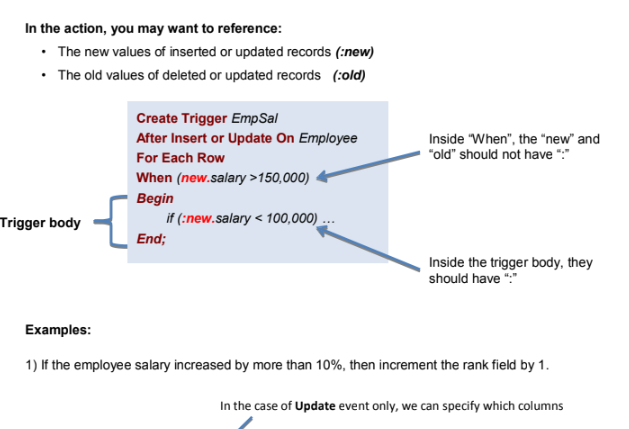 In the action, you may want to reference:
• The new values of inserted or updated records (:new)
• The old values of deleted or updated records (:old)
Create Trigger EmpSal
After Insert or Update On Employee
For Each Row
When (new.salary >150,000)
Begin
if (:new.salary < 100,000) …
End;
Trigger body
Inside “When”, the “new” and
“old” should not have “:”
Inside the trigger body, they
should have “:”
Examples:
1) If the employee salary increased by more than 10%, then increment the rank field by 1.
In the case of Update event only, we can specify which columns